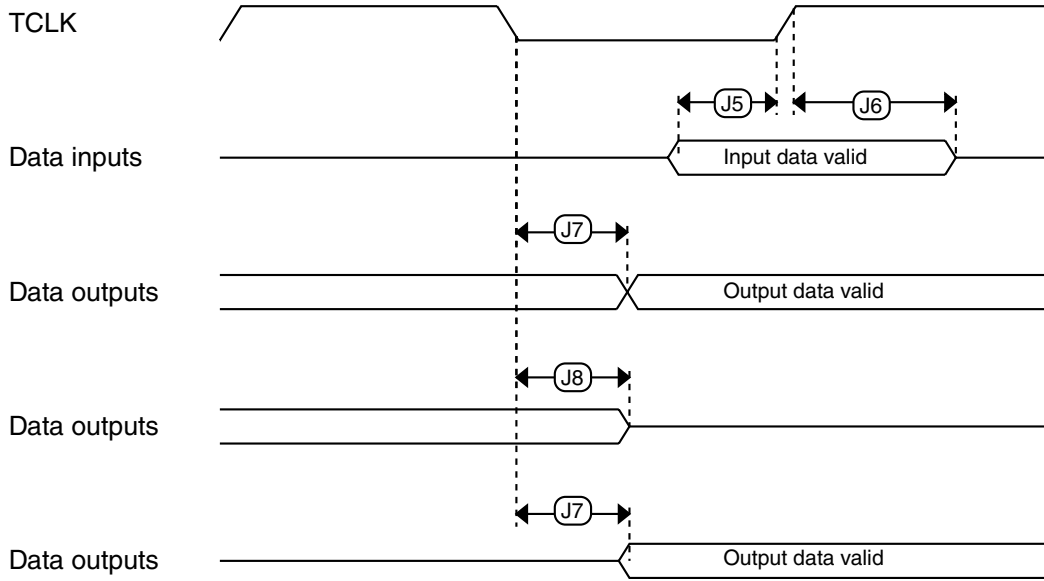 TCLK
J5
J6
Data inputs
Input data valid
J7
Data outputs
Output data valid
J8
Data outputs
J7
Data outputs
Output data valid